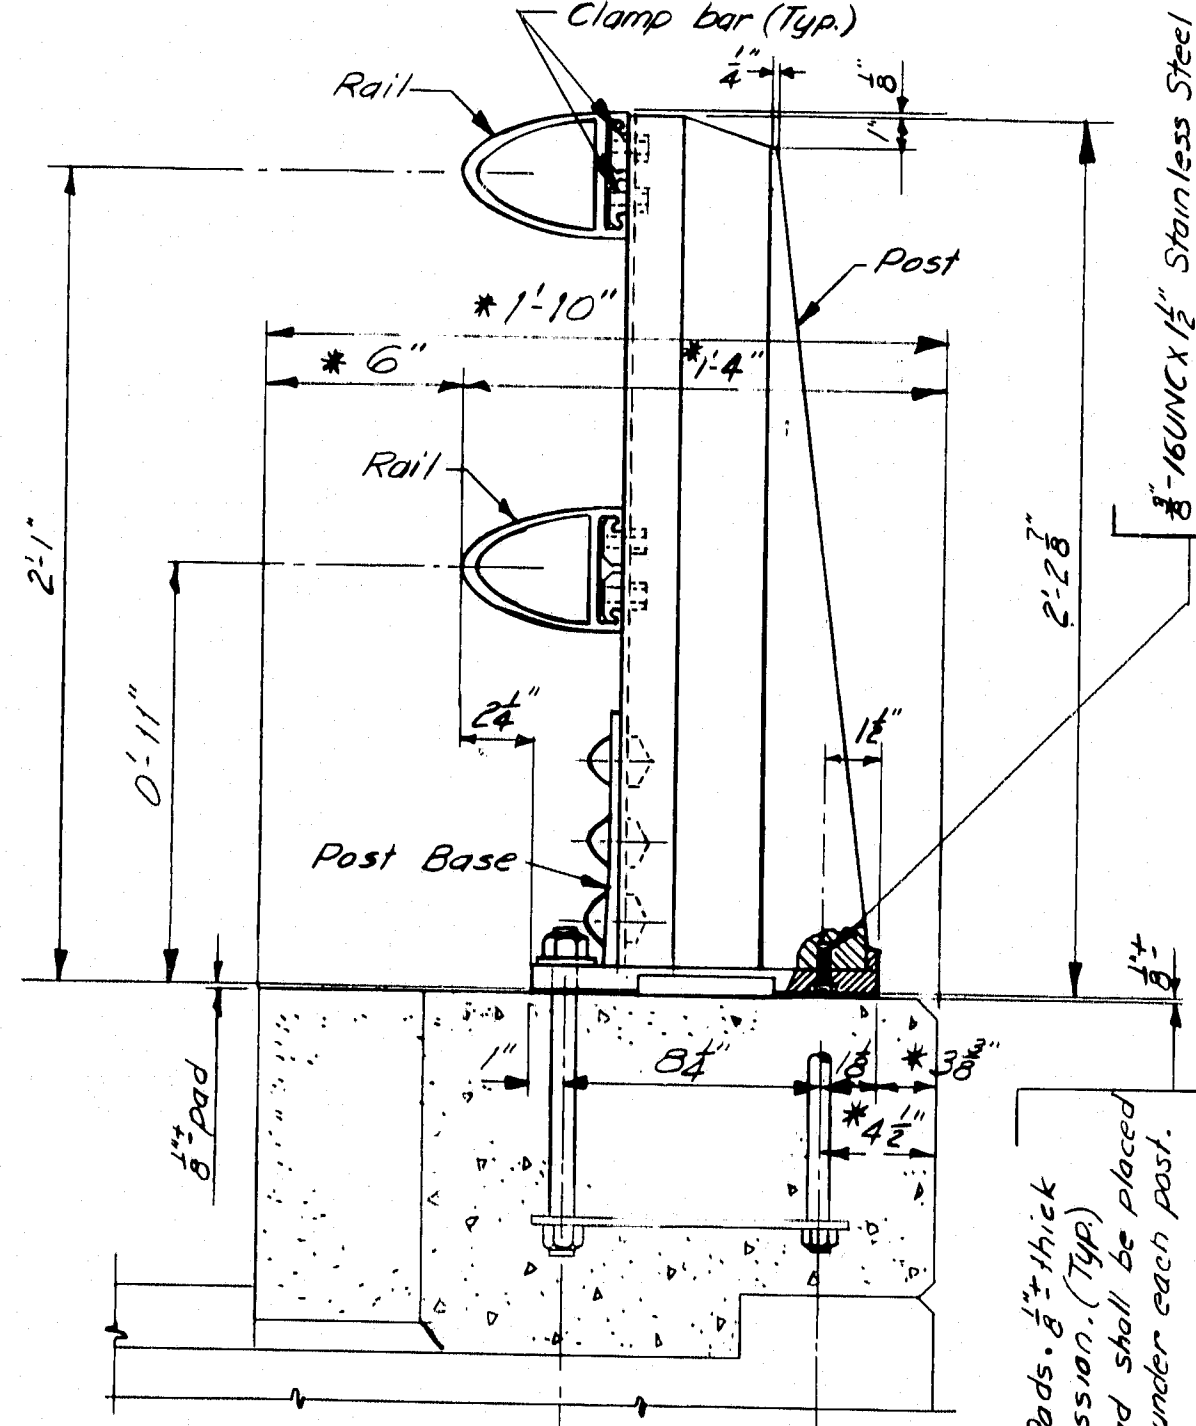 Clamp bar (Typ.)
Rail
1/4"
1/8"
1"
Post
* 1'-10"
* 6"
* 1'-4"
Rail
2'-1"
0'-11"
2'-2 7/8"
3/8"-16UNC x 1 1/2" Stainless Steel
2 1/4"
1 1/2"
Post Base
1/8"±
1/8"± pad
1"
8 1/4"
1 1/8"
* 3 3/8"
* 4 1/2"
Pads. 1/8"± thick
ssion. (Typ.)
d shall be placed
under each post.